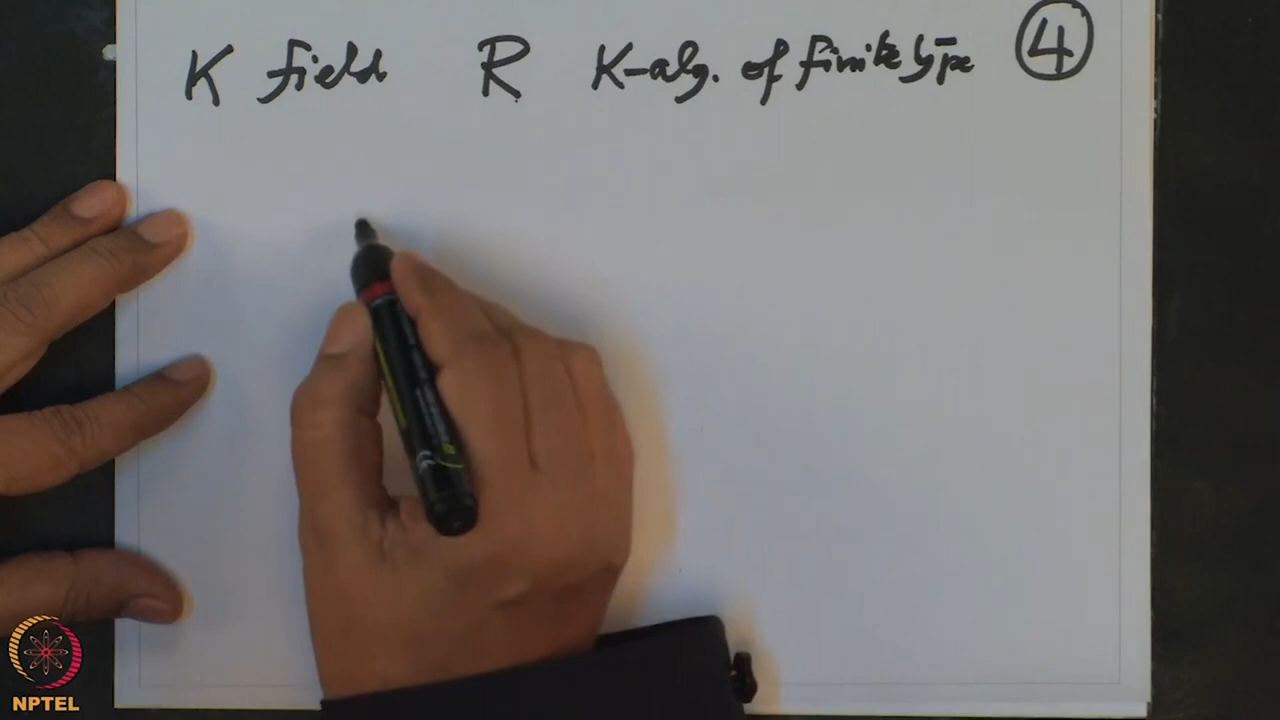 K field R K-alg. of finite type ④
NPTEL